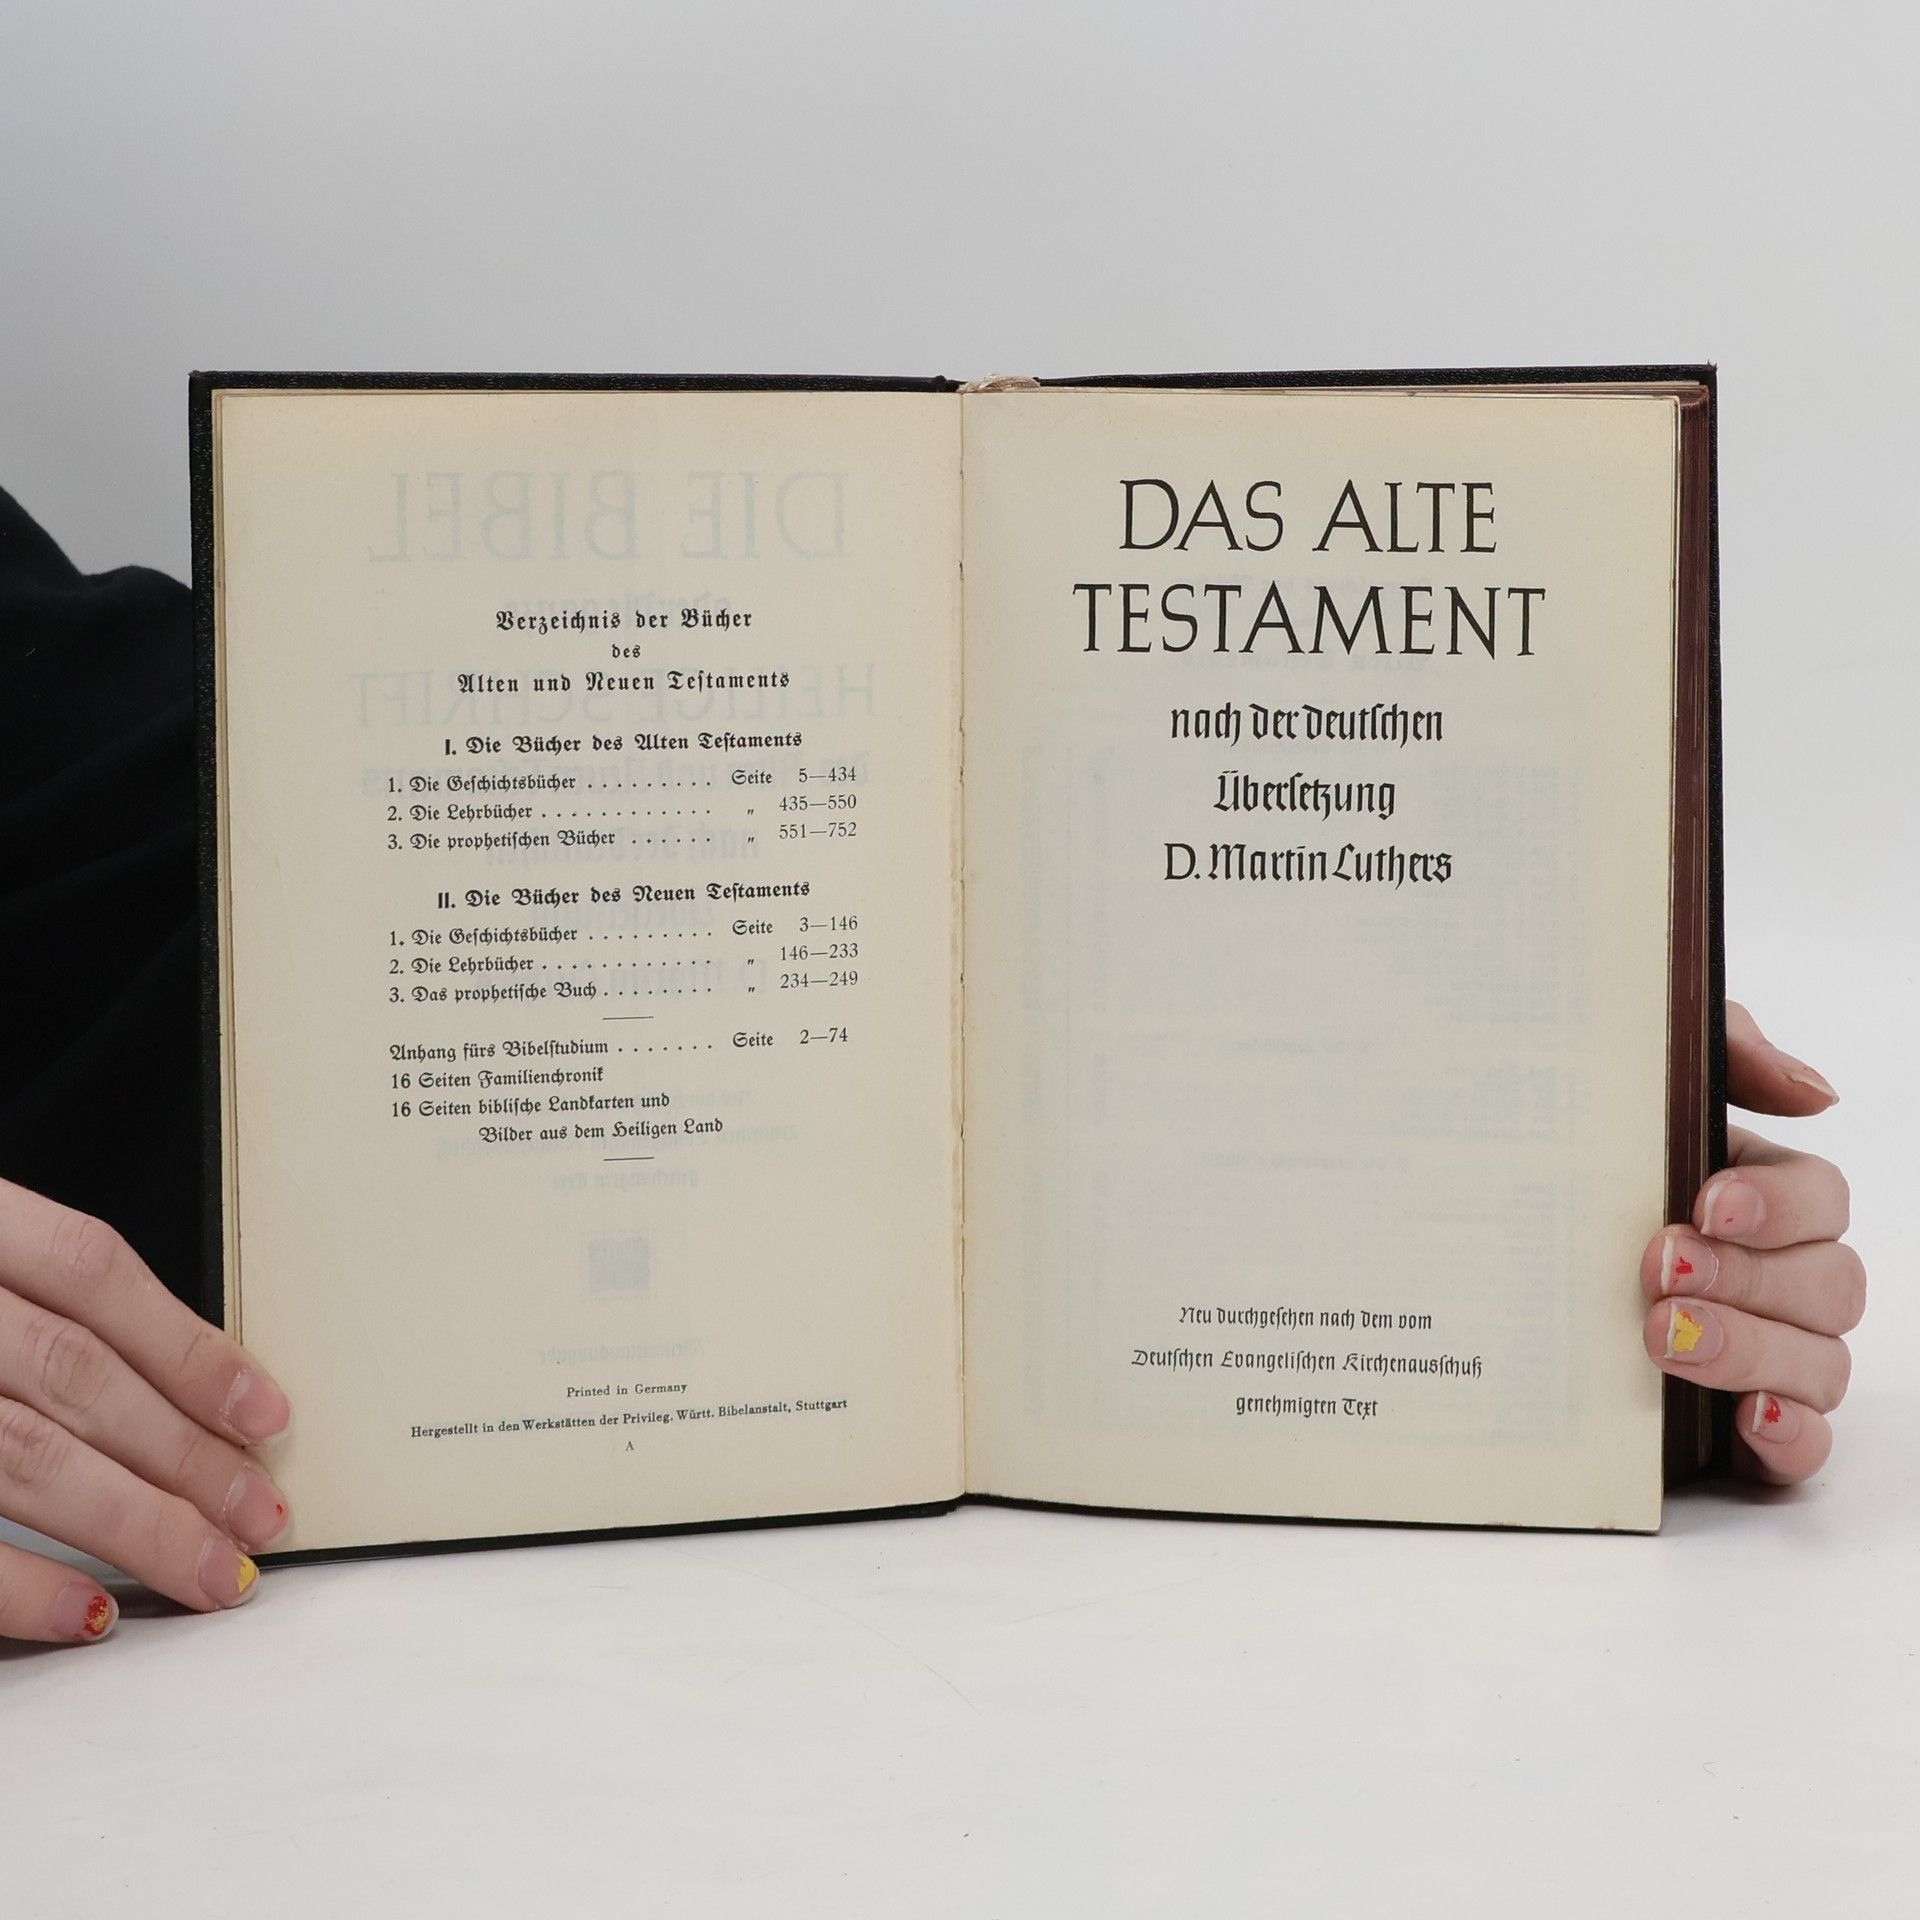 Verzeichnis der Bücher
des
Alten und Neuen Testaments
I. Die Bücher des Alten Testaments
1. Die Geschichtsbücher . . . . . . . . . Seite 5—434
2. Die Lehrbücher . . . . . . . . . . . . „ 435—550
3. Die prophetischen Bücher . . . . . . „ 551—752
II. Die Bücher des Neuen Testaments
1. Die Geschichtsbücher . . . . . . . . . Seite 3—146
2. Die Lehrbücher . . . . . . . . . . . . „ 146—233
3. Das prophetische Buch . . . . . . . . „ 234—249
Anhang fürs Bibelstudium . . . . . . . Seite 2—74
16 Seiten Familienchronik
16 Seiten biblische Landkarten und
Bilder aus dem Heiligen Land
Printed in Germany
Hergestellt in den Werkstätten der Privileg. Württ. Bibelanstalt, Stuttgart
A
DAS ALTE
TESTAMENT
nach der deutschen
Übersetzung
D. Martin Luthers
Neu durchgesehen nach dem vom
Deutschen Evangelischen Kirchenausschuß
genehmigten Text